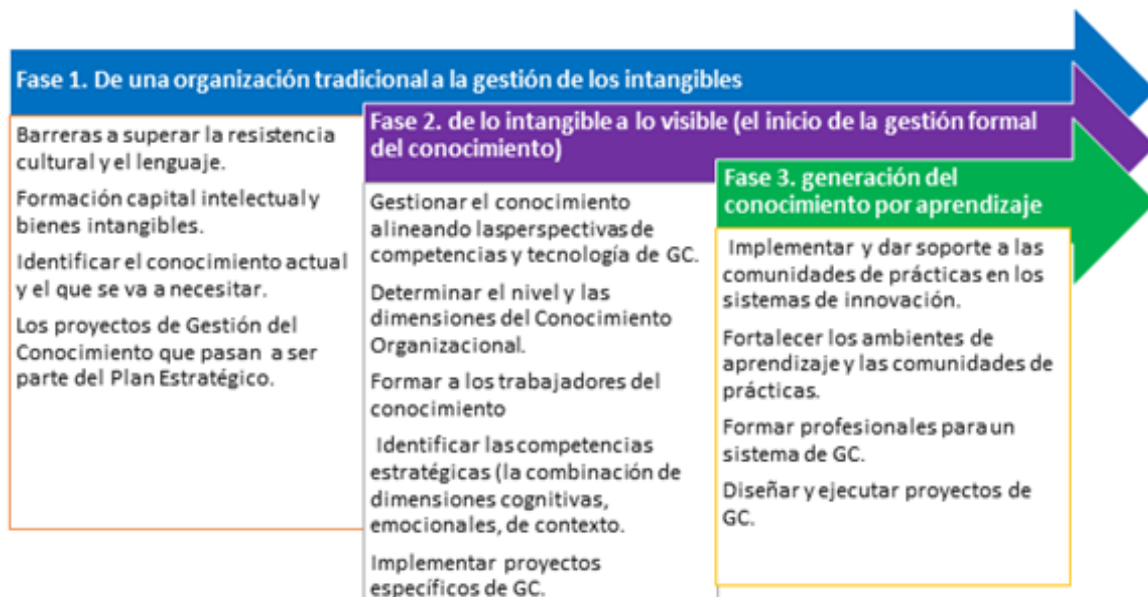 Fase 1. De una organización tradicional a la gestión de los intangibles
Barreras a superar la resistencia
cultural y el lenguaje.
Formación capital intelectual y
bienes intangibles.
Identificar el conocimiento actual
y el que se va a necesitar.
Los proyectos de Gestión del
Conocimiento que pasan a ser
parte del Plan Estratégico.
Fase 2. de lo intangible a lo visible (el inicio de la gestión formal
del conocimiento)
Gestionar el conocimiento
alineando lasperspectivas de
competencias y tecnología de GC.
Determinar el nivel y las
dimensiones del Conocimiento
Organizacional.
Formar a los trabajadores del
conocimiento
Identificar las competencias
estratégicas (la combinación de
dimensiones cognitivas,
emocionales, de contexto.
Implementar proyectos
específicos de GC.
Fase 3. generación del
conocimiento por aprendizaje
Implementar y dar soporte a las
comunidades de prácticas en los
sistemas de innovación.
Fortalecer los ambientes de
aprendizaje y las comunidades de
prácticas.
Formar profesionales para un
sistema de GC.
Diseñar y ejecutar proyectos de
GC.